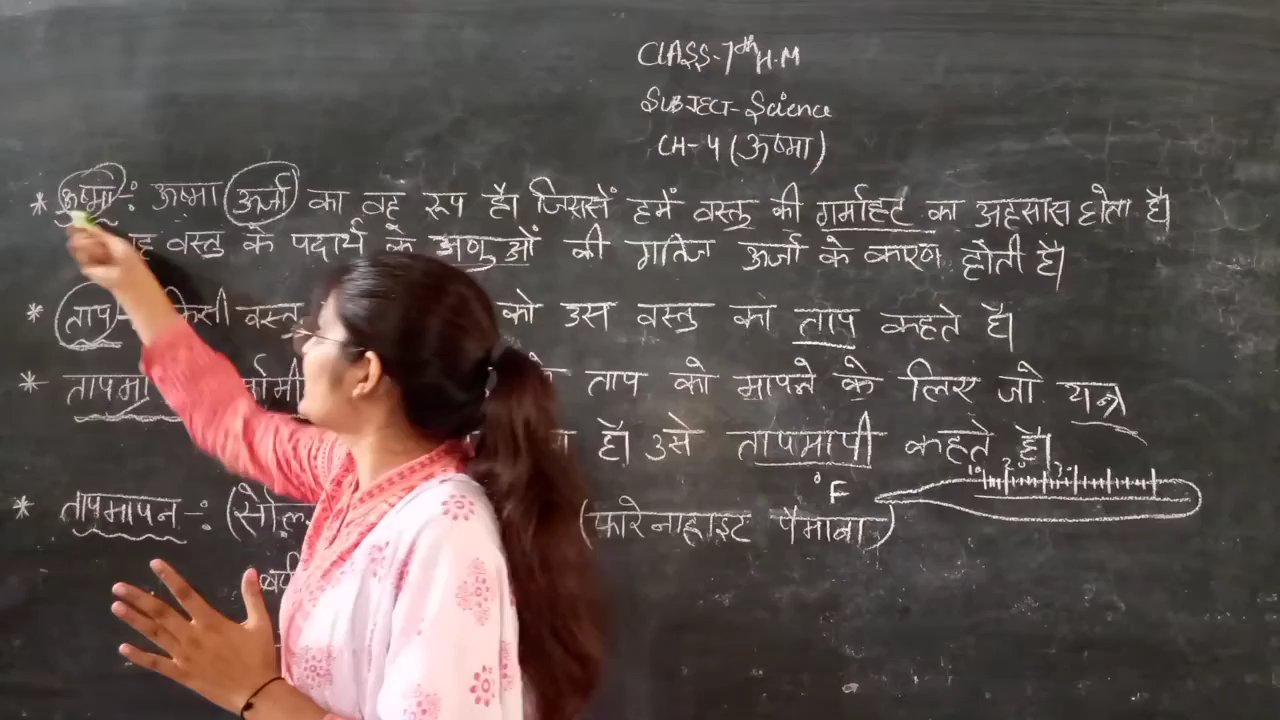 CLASS-7th H.M
SUBJECT-Science
CH-4 (ऊष्मा)
* ऊष्मा: ऊष्मा ऊर्जा का वह रूप है। जिससें हमें वस्तु की गर्माहट का अहसास होता है।
वस्तु के पदार्थ के अणुओं की गतिज ऊर्जा के कारण होती है।
* ताप- किसी वस्तु को उस वस्तु का ताप कहते है।
* तापमा ताप को मापने के लिए जो यन्त्र
है। उसे तापमापी कहते है।
°F
* तापमापन-: (फारेनाहाइट पैमाना)